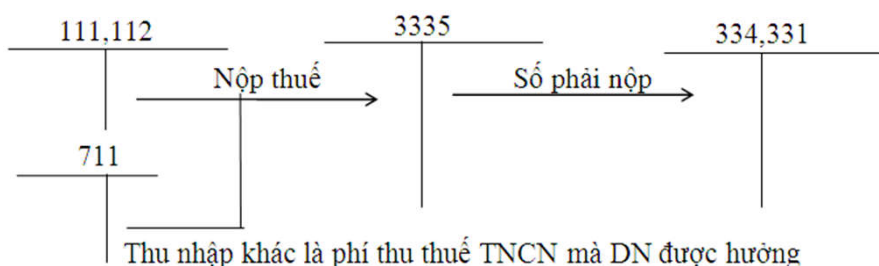 111,112
3335
334,331
Nộp thuế
Số phải nộp
711
Thu nhập khác là phí thu thuế TNCN mà DN được hưởng